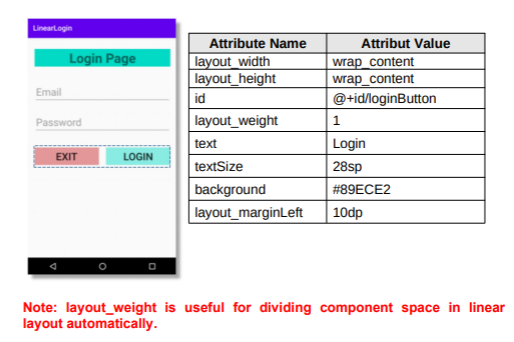 LinearLogin
Login Page
Email
Password
EXIT LOGIN
Attribute Name Attribut Value
layout_width wrap_content
layout_height wrap_content
id @+id/loginButton
layout_weight 1
text Login
textSize 28sp
background #89ECE2
layout_marginLeft 10dp
Note: layout_weight is useful for dividing component space in linear
layout automatically.